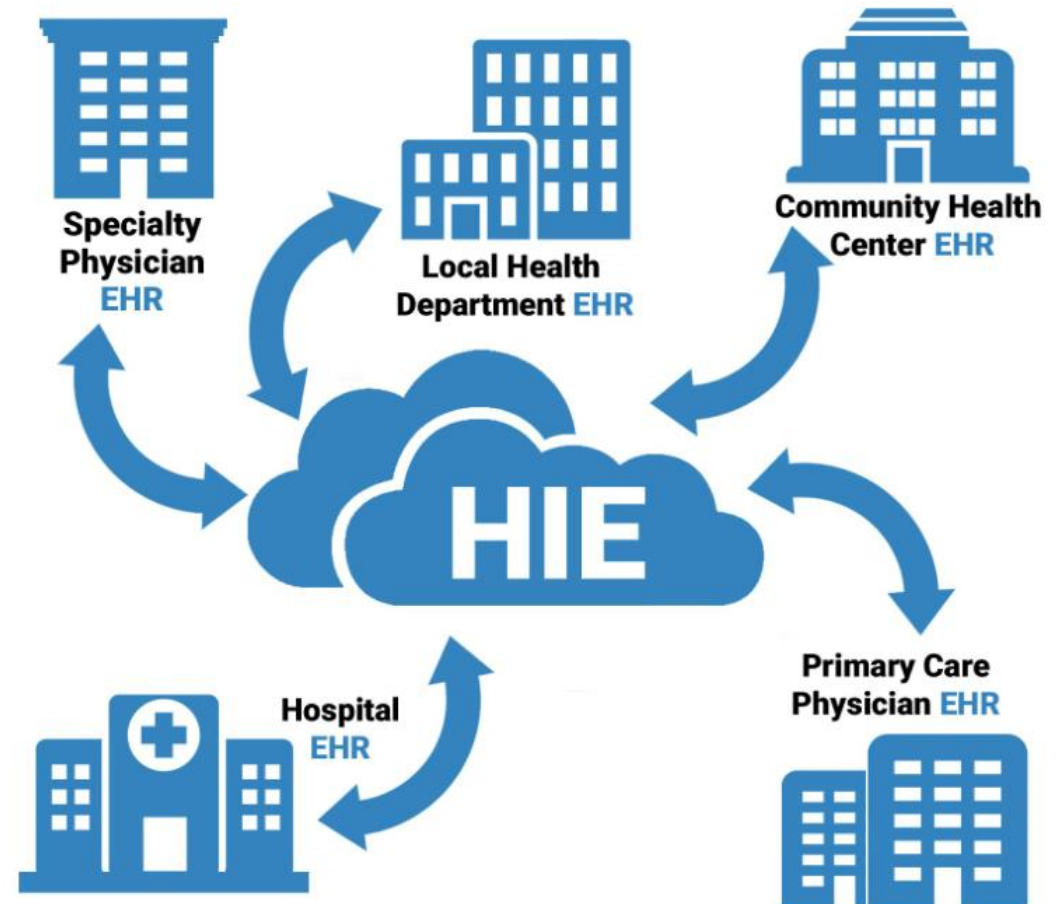 Specialty
Physician
EHR
Local Health
Department EHR
Community Health
Center EHR
HIE
Hospital
EHR
Primary Care
Physician EHR